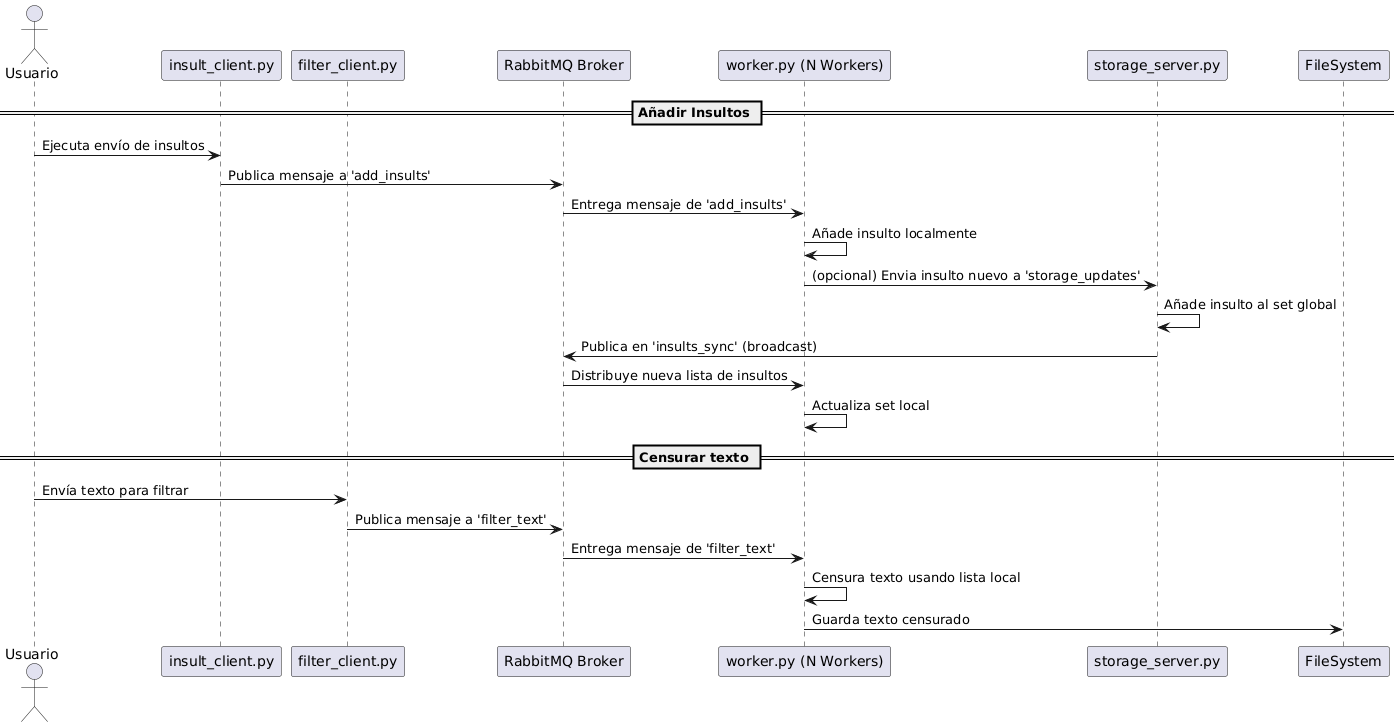 Usuario
insult_client.py
filter_client.py
RabbitMQ Broker
worker.py (N Workers)
storage_server.py
FileSystem
Añadir Insultos
Ejecuta envío de insultos
Publica mensaje a 'add_insults'
Entrega mensaje de 'add_insults'
Añade insulto localmente
(opcional) Envia insulto nuevo a 'storage_updates'
Añade insulto al set global
Publica en 'insults_sync' (broadcast)
Distribuye nueva lista de insultos
Actualiza set local
Censurar texto
Envía texto para filtrar
Publica mensaje a 'filter_text'
Entrega mensaje de 'filter_text'
Censura texto usando lista local
Guarda texto censurado
Usuario
insult_client.py
filter_client.py
RabbitMQ Broker
worker.py (N Workers)
storage_server.py
FileSystem